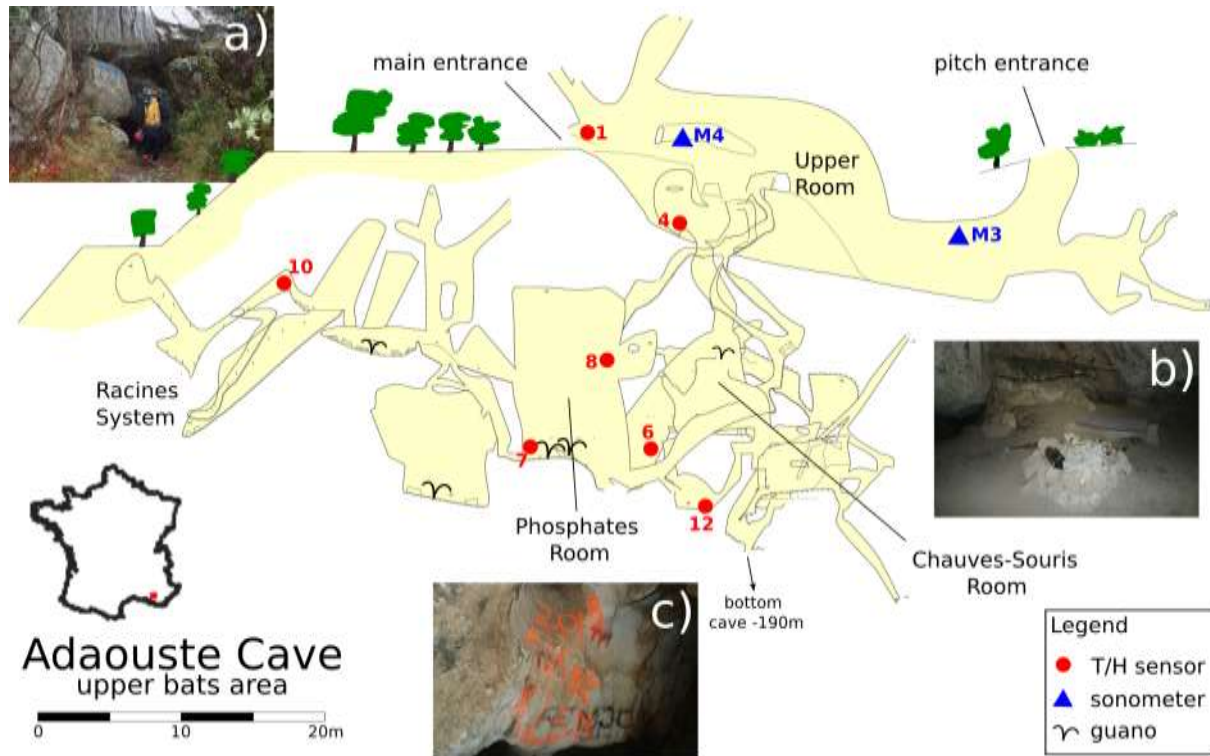 a)
main entrance
pitch entrance
1
M4
Upper
Room
4
M3
10
8
b)
Racines
System
6
7
12
Phosphates
Room
Chauves-Souris
Room
bottom
cave -190m
c)
Adaouste Cave
upper bats area
0 10 20m
Legend
T/H sensor
sonometer
guano